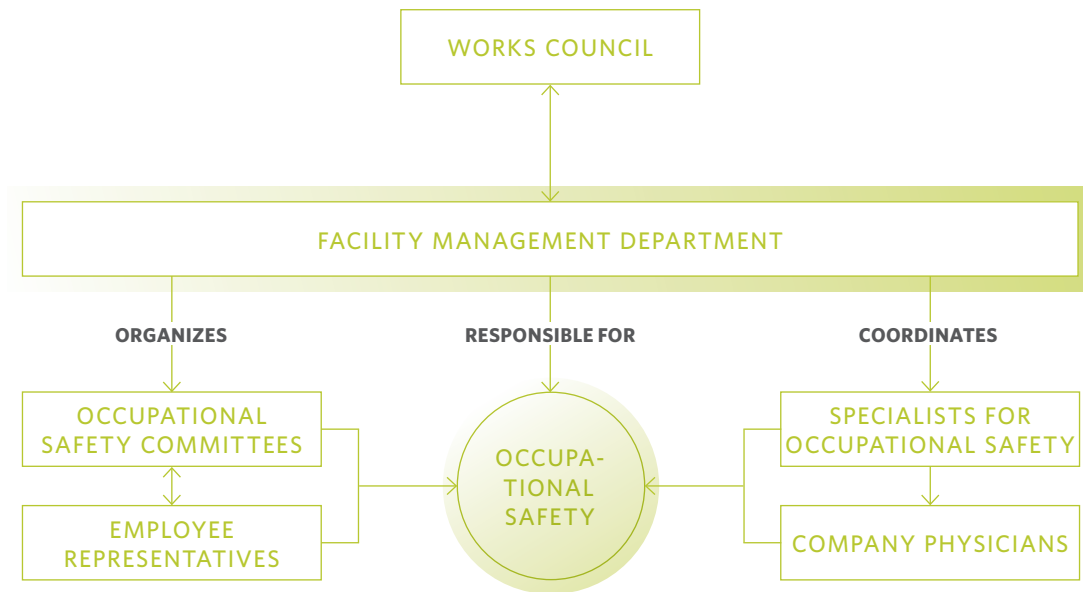 WORKS COUNCIL
FACILITY MANAGEMENT DEPARTMENT
ORGANIZES
RESPONSIBLE FOR
COORDINATES
OCCUPATIONAL
SAFETY COMMITTEES
EMPLOYEE
REPRESENTATIVES
OCCUPA-
TIONAL
SAFETY
SPECIALISTS FOR
OCCUPATIONAL SAFETY
COMPANY PHYSICIANS